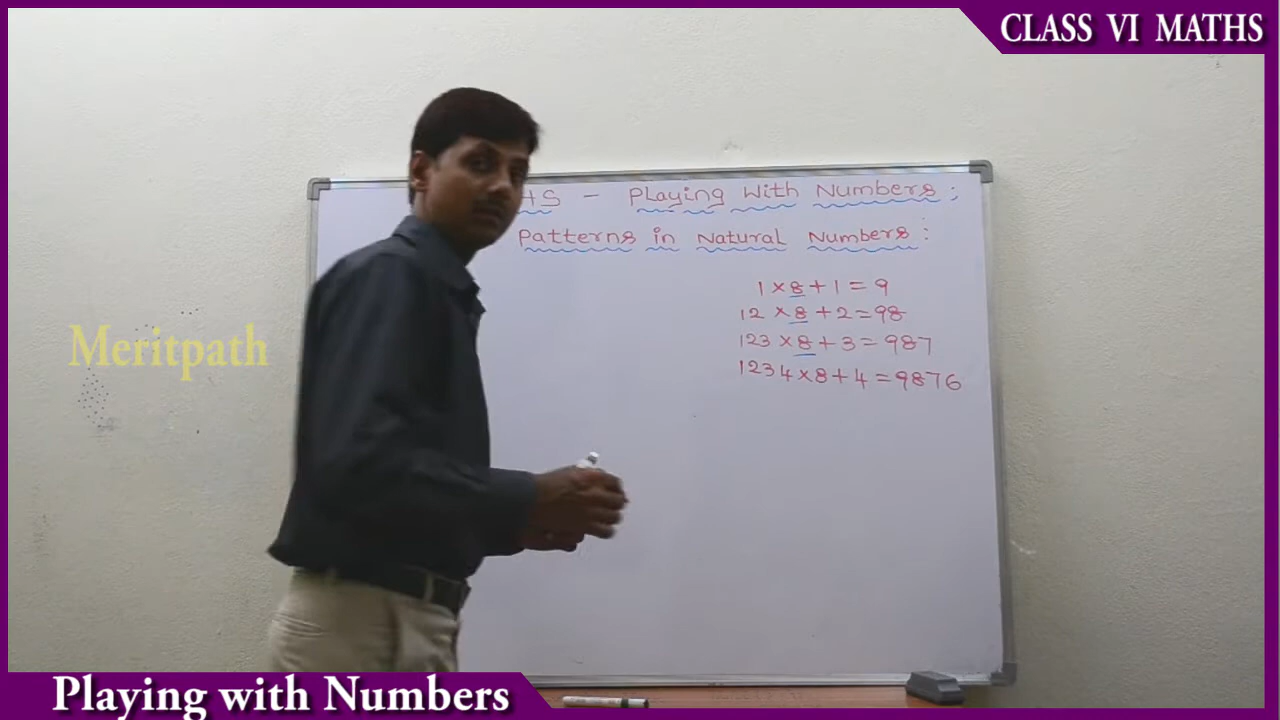 CLASS VI MATHS
HS - Playing With Numbers :
Patterns in Natural Numbers :
1 × 8 + 1 = 9
12 × 8 + 2 = 98
123 × 8 + 3 = 987
1234 × 8 + 4 = 9876
Meritpath
Playing with Numbers